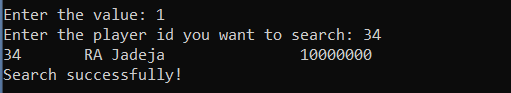 Enter the value: 1
Enter the player id you want to search: 34
34 RA Jadeja 10000000
Search successfully!